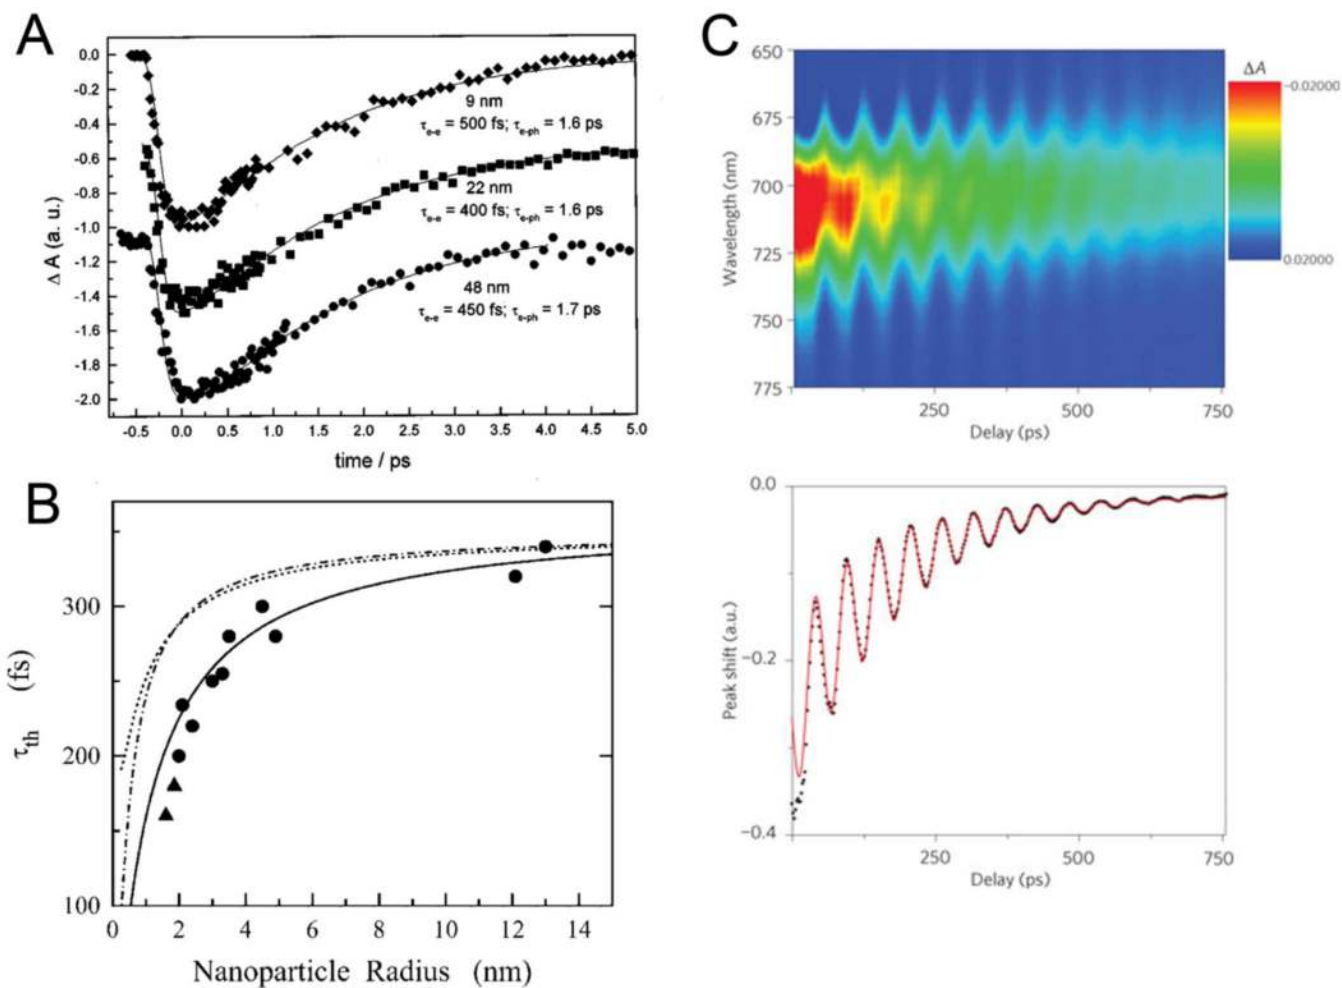 A
0.0
-0.2
-0.4
-0.6
-0.8
-1.0
-1.2
-1.4
-1.6
-1.8
-2.0
Δ A (a. u.)
9 nm
τe-e = 500 fs; τe-ph = 1.6 ps
22 nm
τe-e = 400 fs; τe-ph = 1.6 ps
48 nm
τe-e = 450 fs; τe-ph = 1.7 ps
-0.5 0.0 0.5 1.0 1.5 2.0 2.5 3.0 3.5 4.0 4.5 5.0
time / ps
B
300
200
100
τth (fs)
0 2 4 6 8 10 12 14
Nanoparticle Radius (nm)
C
650
675
700
725
750
775
Wavelength (nm)
250 500 750
Delay (ps)
ΔA
-0.02000
0.02000
0.0
-0.2
-0.4
Peak shift (a.u.)
250 500 750
Delay (ps)